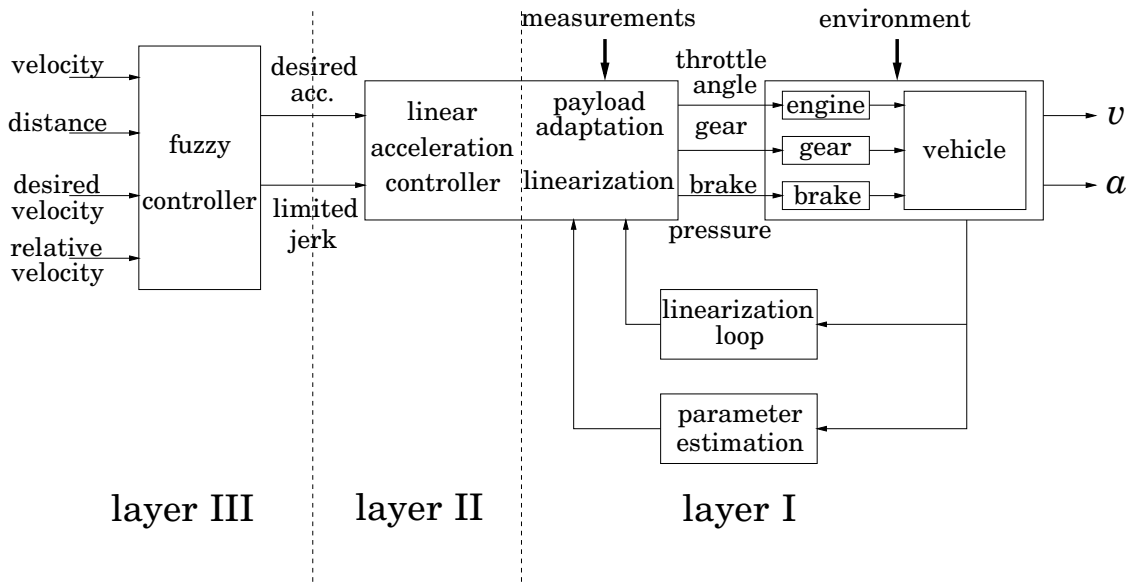 measurements
environment
velocity
distance
desired
velocity
relative
velocity
fuzzy
controller
desired
acc.
limited
jerk
linear
acceleration
controller
payload
adaptation
linearization
throttle
angle
gear
brake
pressure
engine
gear
brake
vehicle
v
a
linearization
loop
parameter
estimation
layer III
layer II
layer I